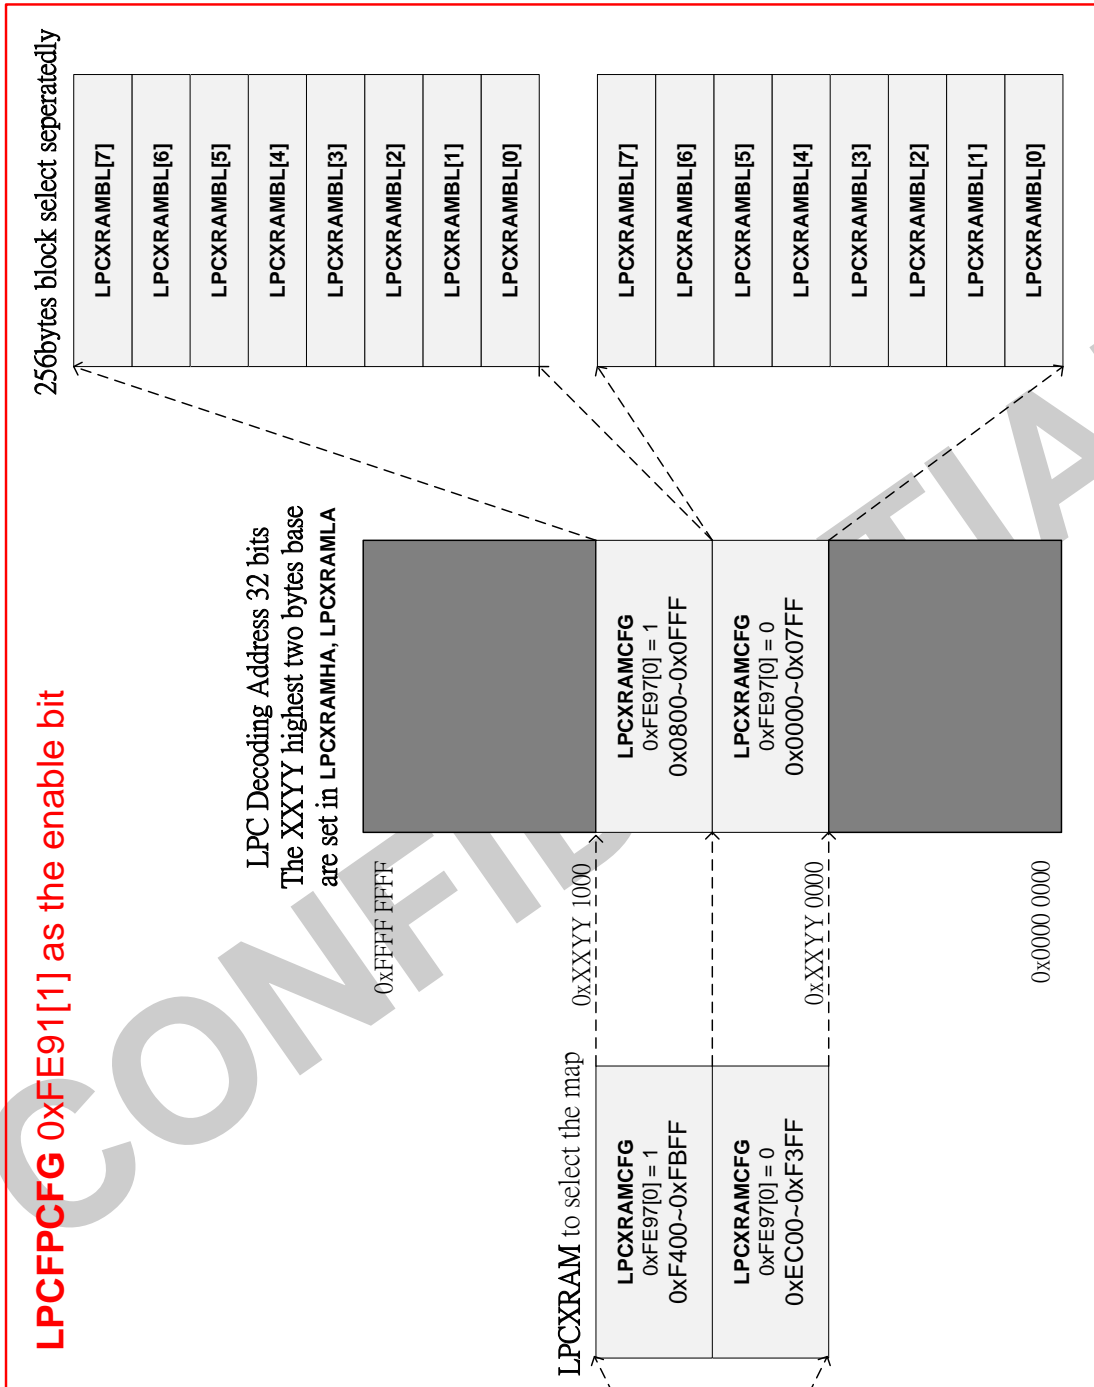 LPCFPCFG 0xFE91[1] as the enable bit
256bytes block select seperatedly
LPCXRAMBL[7]
LPCXRAMBL[6]
LPCXRAMBL[5]
LPCXRAMBL[4]
LPCXRAMBL[3]
LPCXRAMBL[2]
LPCXRAMBL[1]
LPCXRAMBL[0]
LPCXRAMBL[7]
LPCXRAMBL[6]
LPCXRAMBL[5]
LPCXRAMBL[4]
LPCXRAMBL[3]
LPCXRAMBL[2]
LPCXRAMBL[1]
LPCXRAMBL[0]
LPC Decoding Address 32 bits
The XXYY highest two bytes base
are set in LPCXRAMHA, LPCXRAMLA
0xFFFF FFFF
0xXXYY 1000
0xXXYY 0000
0x0000 0000
LPCXRAMCFG
0xFE97[0] = 1
0x0800~0x0FFF
LPCXRAMCFG
0xFE97[0] = 0
0x0000~0x07FF
LPCXRAM to select the map
LPCXRAMCFG
0xFE97[0] = 1
0xF400~0xFBFF
LPCXRAMCFG
0xFE97[0] = 0
0xEC00~0xF3FF